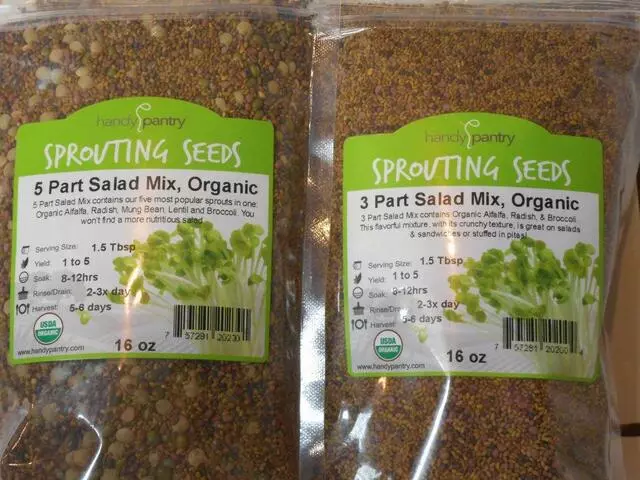 handy pantry
SPROUTING SEEDS
5 Part Salad Mix, Organic
5 Part Salad Mix contains our five most popular sprouts in one:
Organic Alfalfa, Radish, Mung Bean, Lentil and Broccoli. You
won't find a more nutritious salad
Serving Size: 1.5 Tbsp
Yield: 1 to 5
Soak: 8-12hrs
Rinse/Drain: 2-3x day
Harvest: 5-6 days
USDA
ORGANIC
16 oz
www.handypantry.com
handy pantry
SPROUTING SEEDS
3 Part Salad Mix, Organic
3 Part Salad Mix contains Organic Alfalfa, Radish, & Broccoli.
This flavorful mixture, with its crunchy texture, is great on salads
& sandwiches or stuffed in pitas!
Serving Size: 1.5 Tbsp
Yield: 1 to 5
Soak: 8-12hrs
Rinse/Drain: 2-3x day
Harvest: 5-6 days
USDA
ORGANIC
16 oz
7 57281 20200 4
www.handypantry.com